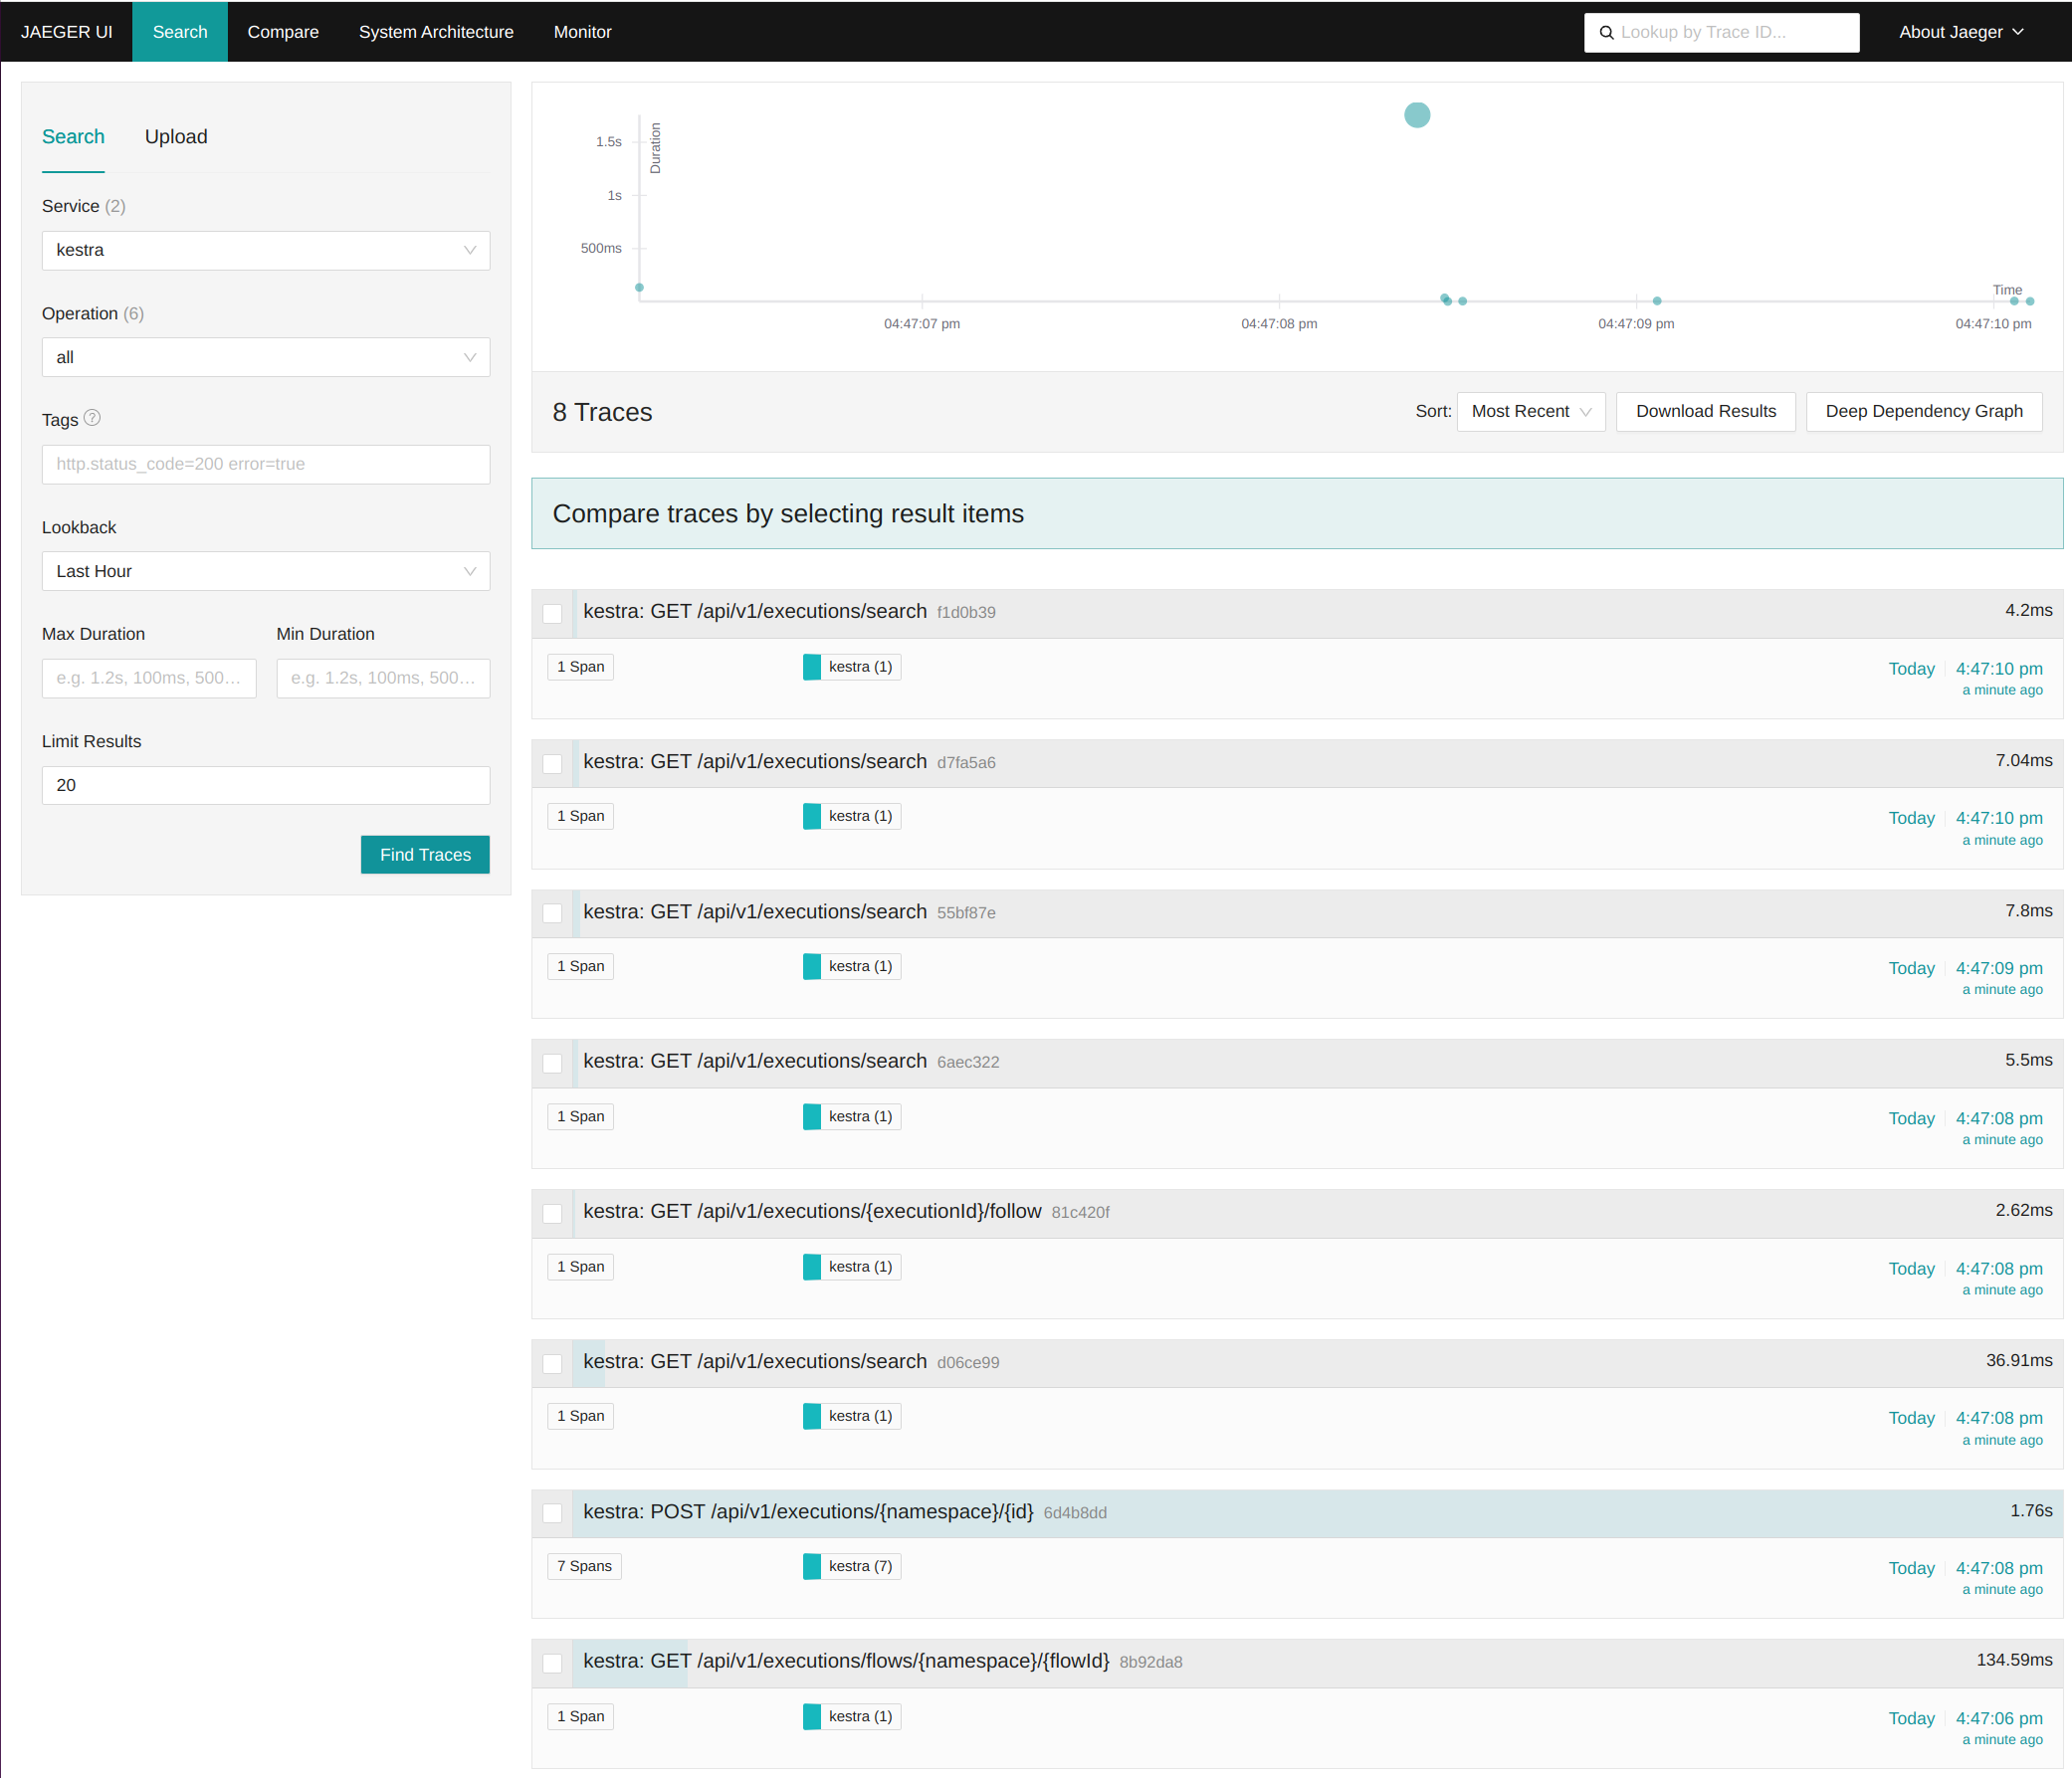 JAEGER UI Search Compare System Architecture Monitor Lookup by Trace ID... About Jaeger
Search Upload
Service (2)
kestra
Operation (6)
all
Tags ?
http.status_code=200 error=true
Lookback
Last Hour
Max Duration Min Duration
e.g. 1.2s, 100ms, 500... e.g. 1.2s, 100ms, 500...
Limit Results
20
Find Traces
Duration
1.5s
1s
500ms
Time
04:47:07 pm 04:47:08 pm 04:47:09 pm 04:47:10 pm
8 Traces Sort: Most Recent Download Results Deep Dependency Graph
Compare traces by selecting result items
kestra: GET /api/v1/executions/search f1d0b39 4.2ms
1 Span kestra (1) Today 4:47:10 pm
a minute ago
kestra: GET /api/v1/executions/search d7fa5a6 7.04ms
1 Span kestra (1) Today 4:47:10 pm
a minute ago
kestra: GET /api/v1/executions/search 55bf87e 7.8ms
1 Span kestra (1) Today 4:47:09 pm
a minute ago
kestra: GET /api/v1/executions/search 6aec322 5.5ms
1 Span kestra (1) Today 4:47:08 pm
a minute ago
kestra: GET /api/v1/executions/{executionId}/follow 81c420f 2.62ms
1 Span kestra (1) Today 4:47:08 pm
a minute ago
kestra: GET /api/v1/executions/search d06ce99 36.91ms
1 Span kestra (1) Today 4:47:08 pm
a minute ago
kestra: POST /api/v1/executions/{namespace}/{id} 6d4b8dd 1.76s
7 Spans kestra (7) Today 4:47:08 pm
a minute ago
kestra: GET /api/v1/executions/flows/{namespace}/{flowId} 8b92da8 134.59ms
1 Span kestra (1) Today 4:47:06 pm
a minute ago